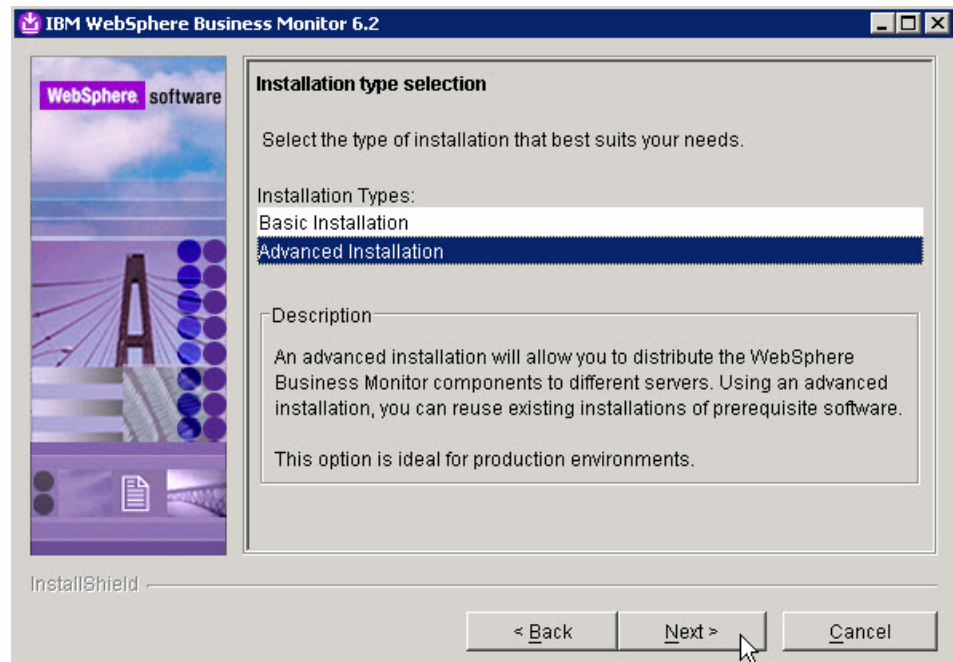 IBM WebSphere Business Monitor 6.2
WebSphere software
Installation type selection
Select the type of installation that best suits your needs.
Installation Types:
Basic Installation
Advanced Installation
Description
An advanced installation will allow you to distribute the WebSphere
Business Monitor components to different servers. Using an advanced
installation, you can reuse existing installations of prerequisite software.
This option is ideal for production environments.
InstallShield
< Back
Next >
Cancel